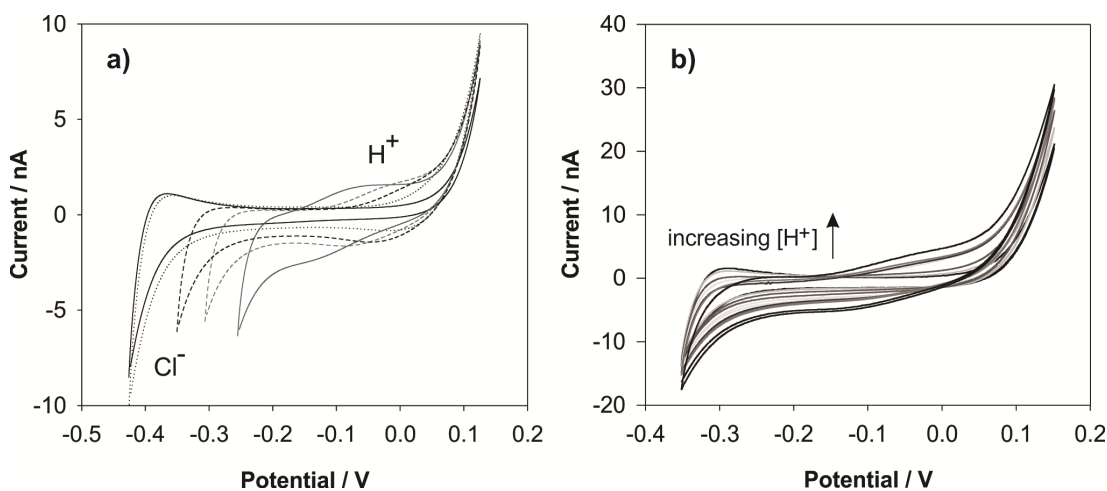 a)
10
5
0
-5
-10
H+
Cl-
-0.5 -0.4 -0.3 -0.2 -0.1 0.0 0.1 0.2
Potential / V
Current / nA
b)
40
30
20
10
0
-10
-20
increasing [H+]
-0.4 -0.3 -0.2 -0.1 0.0 0.1 0.2
Potential / V
Current / nA